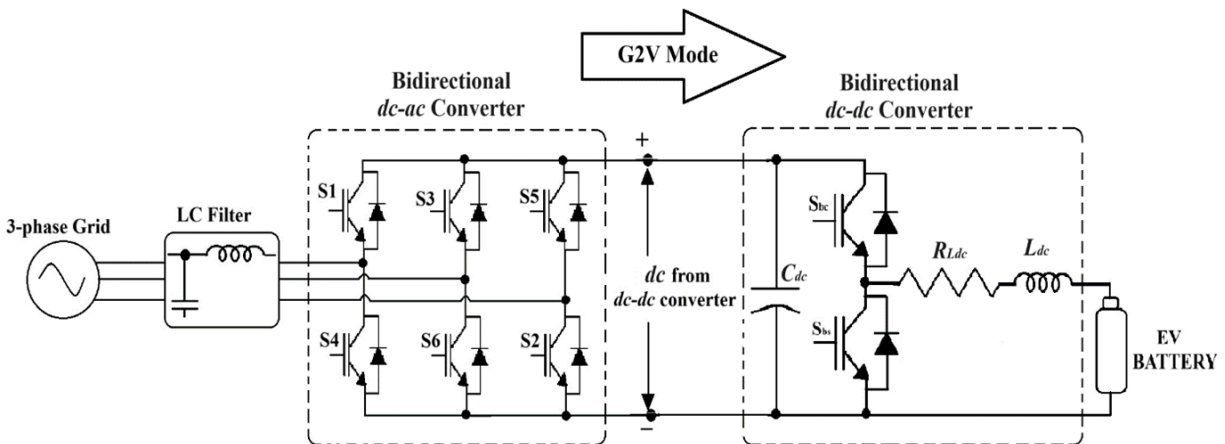 G2V Mode
Bidirectional
dc-ac Converter
Bidirectional
dc-dc Converter
3-phase Grid
LC Filter
S1
S3
S5
+
S4
S6
S2
dc from
dc-dc converter
−
Cdc
Sbc
Sbs
RLdc
Ldc
EV
BATTERY